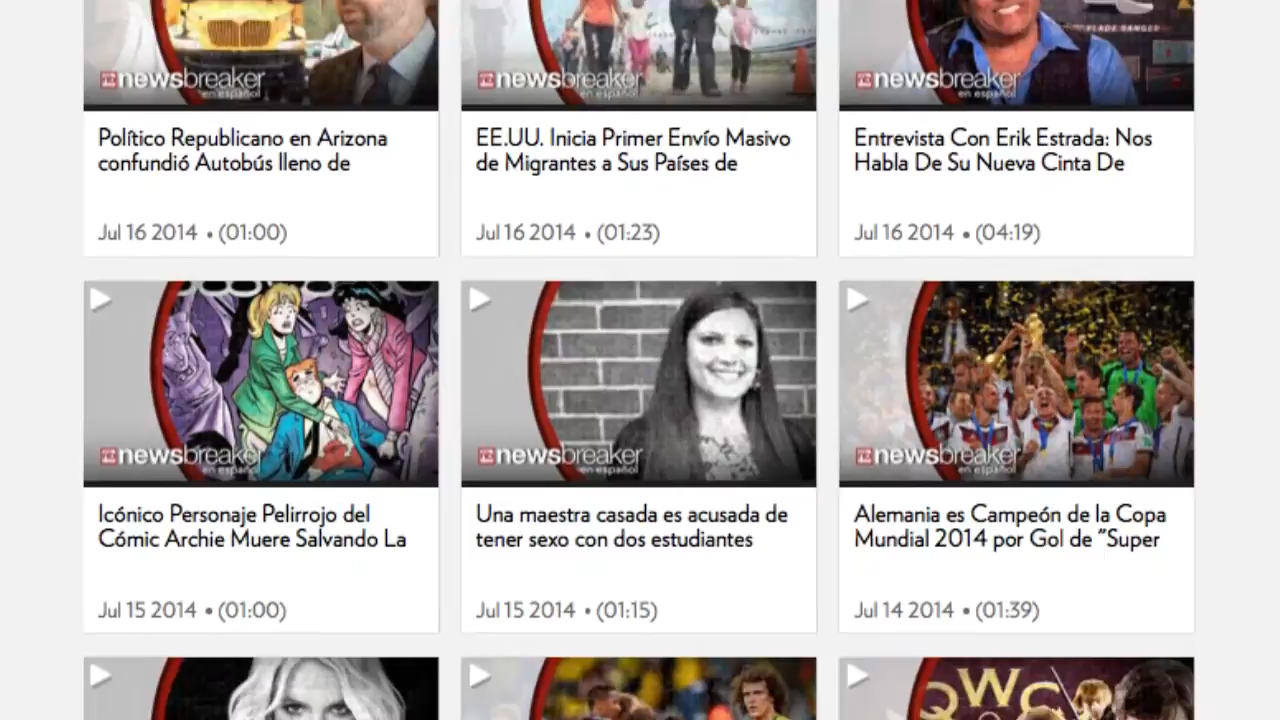 newsbreaker
en español
newsbreaker
en español
BLADE RANGED
newsbreaker
en español
Político Republicano en Arizona
confundió Autobús lleno de
EE.UU. Inicia Primer Envío Masivo
de Migrantes a Sus Países de
Entrevista Con Erik Estrada: Nos
Habla De Su Nueva Cinta De
Jul 16 2014 • (01:00)
Jul 16 2014 • (01:23)
Jul 16 2014 • (04:19)
newsbreaker
en español
newsbreaker
en español
newsbreaker
en español
Icónico Personaje Pelirrojo del
Cómic Archie Muere Salvando La
Una maestra casada es acusada de
tener sexo con dos estudiantes
Alemania es Campeón de la Copa
Mundial 2014 por Gol de "Super
Jul 15 2014 • (01:00)
Jul 15 2014 • (01:15)
Jul 14 2014 • (01:39)
QWC